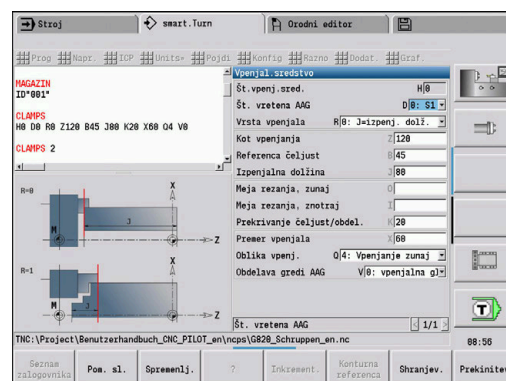 Stroj
smart.Turn
Orodni editor
Prog Napr. ICP Units» Pojdi Konfig Razno Dodat. Graf.
MAGAZIN
ID"001"
CLAMPS
H0 D0 R0 Z120 B45 J80 K20 X60 Q4 V0
CLAMPS 2
Vpenjal.sredstvo
Št.vpenj.sred. H 0
Št. vretena AAG D 0: S1
Vrsta vpenjala R 0: J=izpenj. dolž.
Kot vpenjanja Z 120
Referenca čeljust B 45
Izpenjalna dolžina J 80
Meja rezanja, zunaj O
Meja rezanja, znotraj I
Prekrivanje čeljust/obdel. K 20
Premer vpenjala X 60
Oblika vpenj. Q 4: Vpenjanje zunaj
Obdelava gredi AAG V 0: vpenjalna gl
Št. vretena AAG 1/1
R=0
X
J
M
Z
R=1
X
M
J
Z
TNC:\Project\Benutzerhandbuch_CNC_PILOT_en\ncps\G820_Schruppen_en.nc
T
08:56
Seznam zalogovnika
Pom. sl.
Spremenlj.
?
Inkrement.
Konturna referenca
Shranjev.
Prekinitev